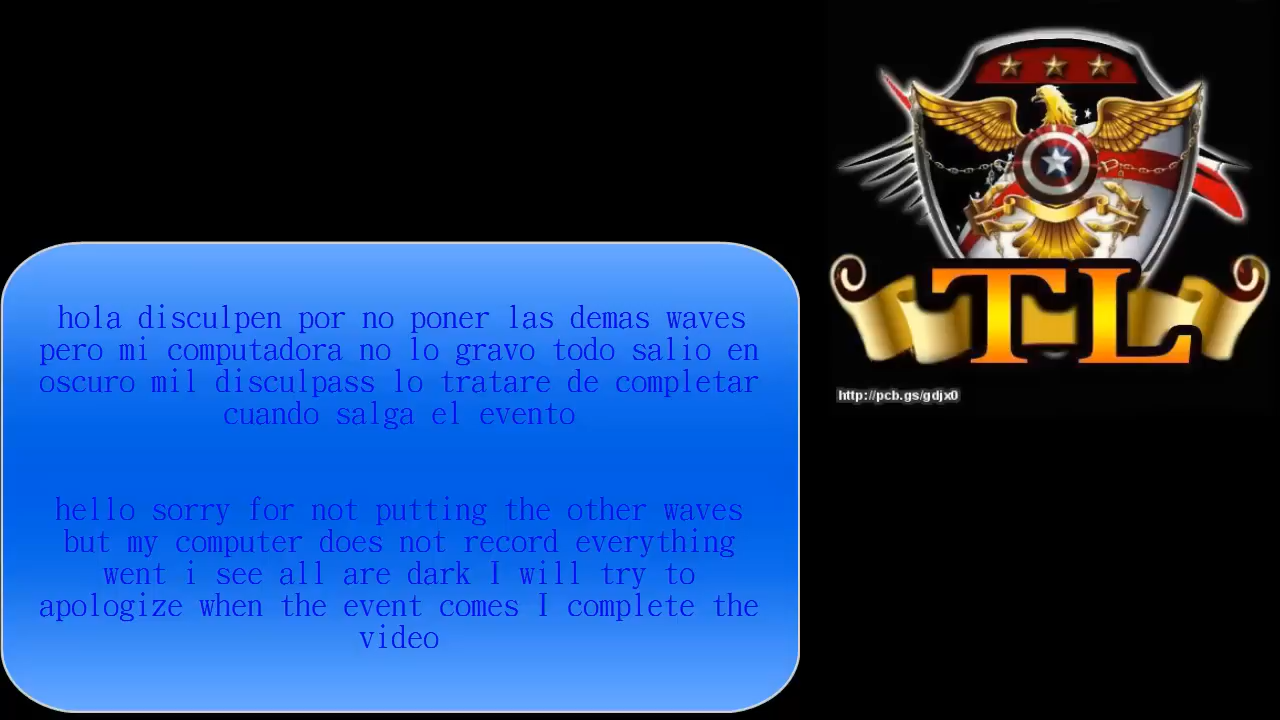 hola disculpen por no poner las demas waves
pero mi computadora no lo gravo todo salio en
oscuro mil disculpass lo tratare de completar
cuando salga el evento
hello sorry for not putting the other waves
but my computer does not record everything
went i see all are dark I will try to
apologize when the event comes I complete the
video
TL
http://pcb.gs/gdjx0